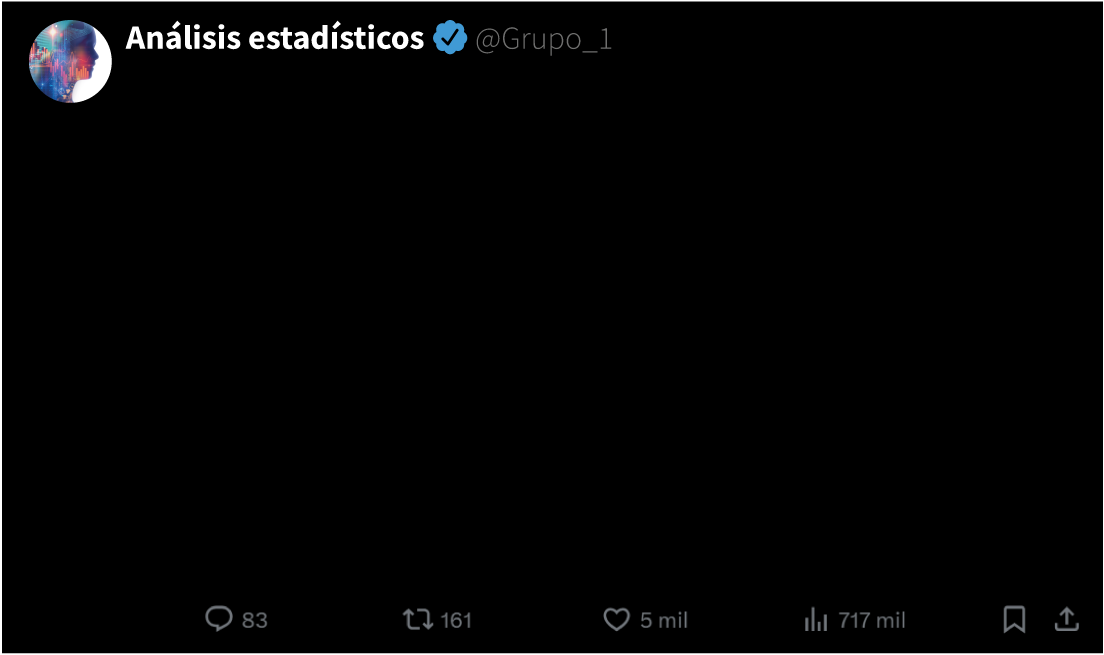 Análisis estadísticos @Grupo_1
83 161 5 mil 717 mil